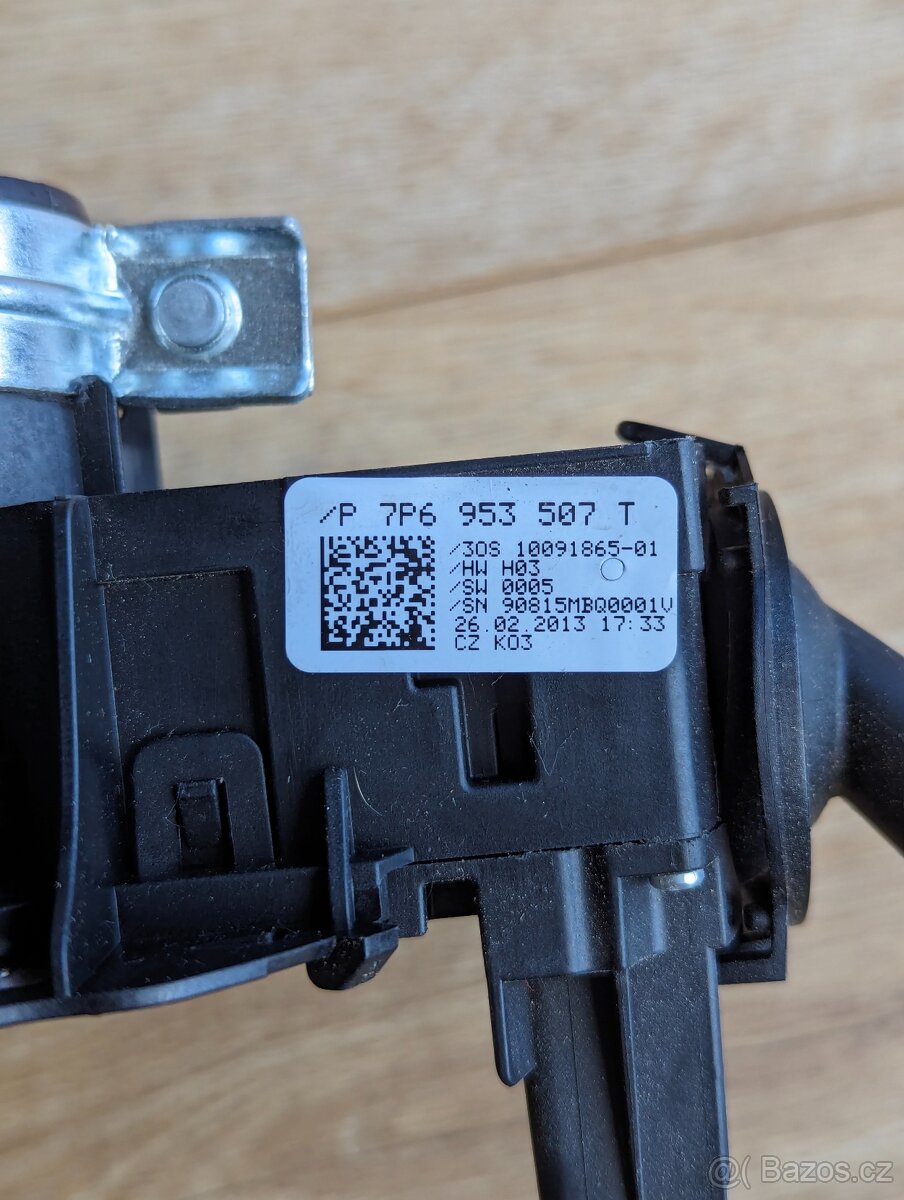 /P 7P6 953 507 T
/3OS 10091865-01
/HW H03
/SW 0005
/SN 90815MBQ0001V
26.02.2013 17:33
CZ K03
@( Bazoš.cz